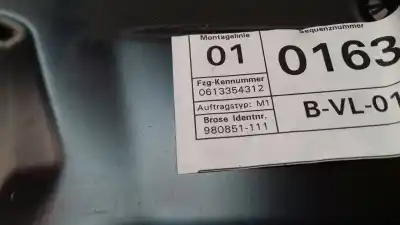 Montagelinie
01
Sequenznummer
0163
Fzg-Kennummer
0613354312
Auftragstyp: M1
B-VL-01
Brose Identnr.
980851-111